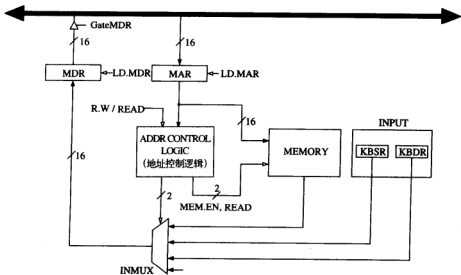 GateMDR
16
16
MDR
LD.MDR
MAR
LD.MAR
R.W / READ
16
INPUT
ADDR CONTROL
LOGIC
(地址控制逻辑)
MEMORY
KBSR
KBDR
16
2
2
MEM.EN, READ
INMUX